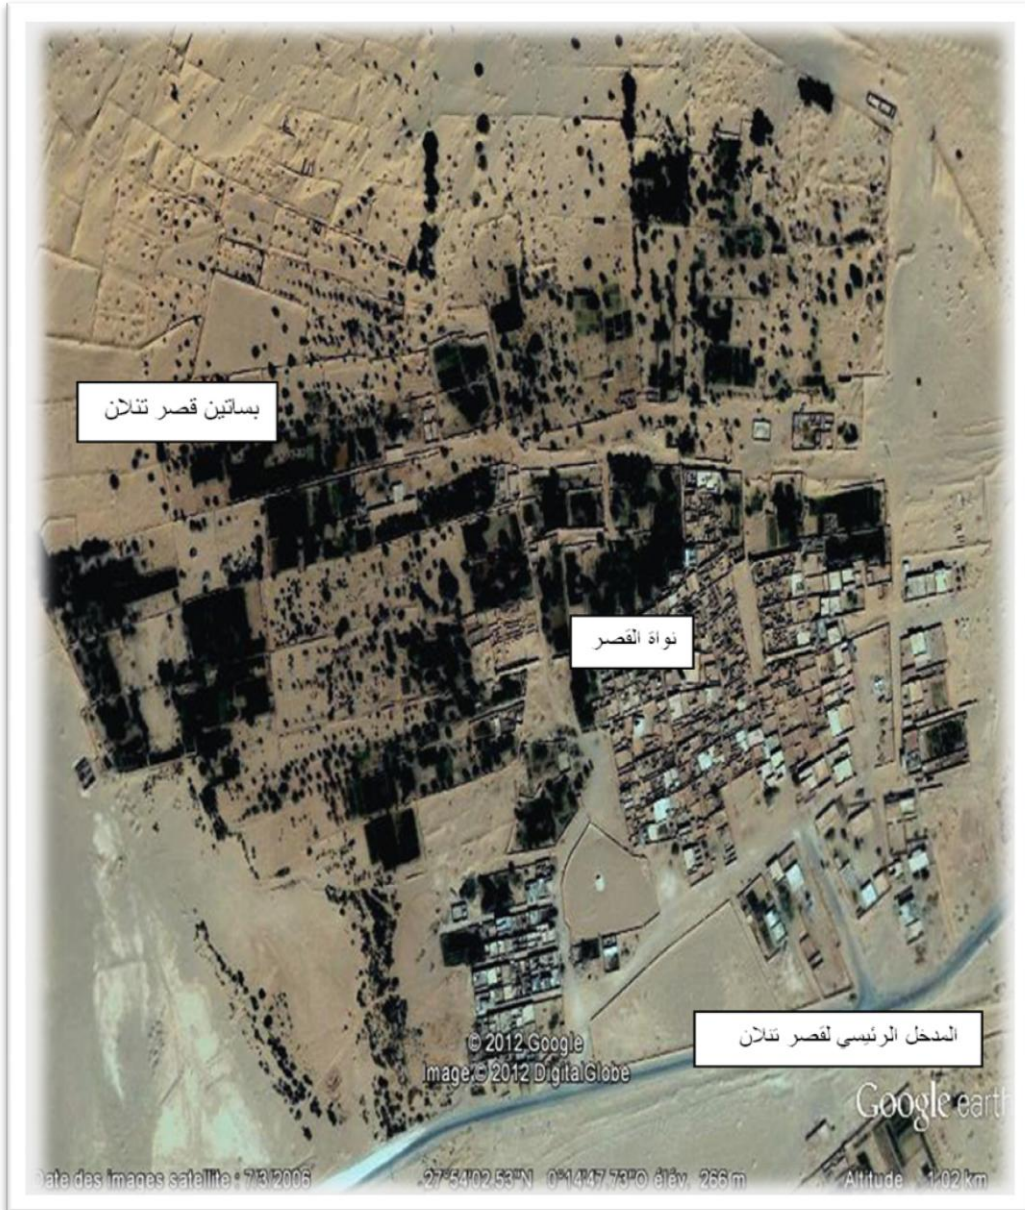 بساتين قصر تنلان
نواة القصر
المدخل الرئيسي لقصر تنلان
© 2012 Google
Image © 2012 DigitalGlobe
Google earth
Date des images satellite : 7/3/2006 27°54'02.53"N 0°14'47.73"O élév. 266 m Altitude 1.02 km